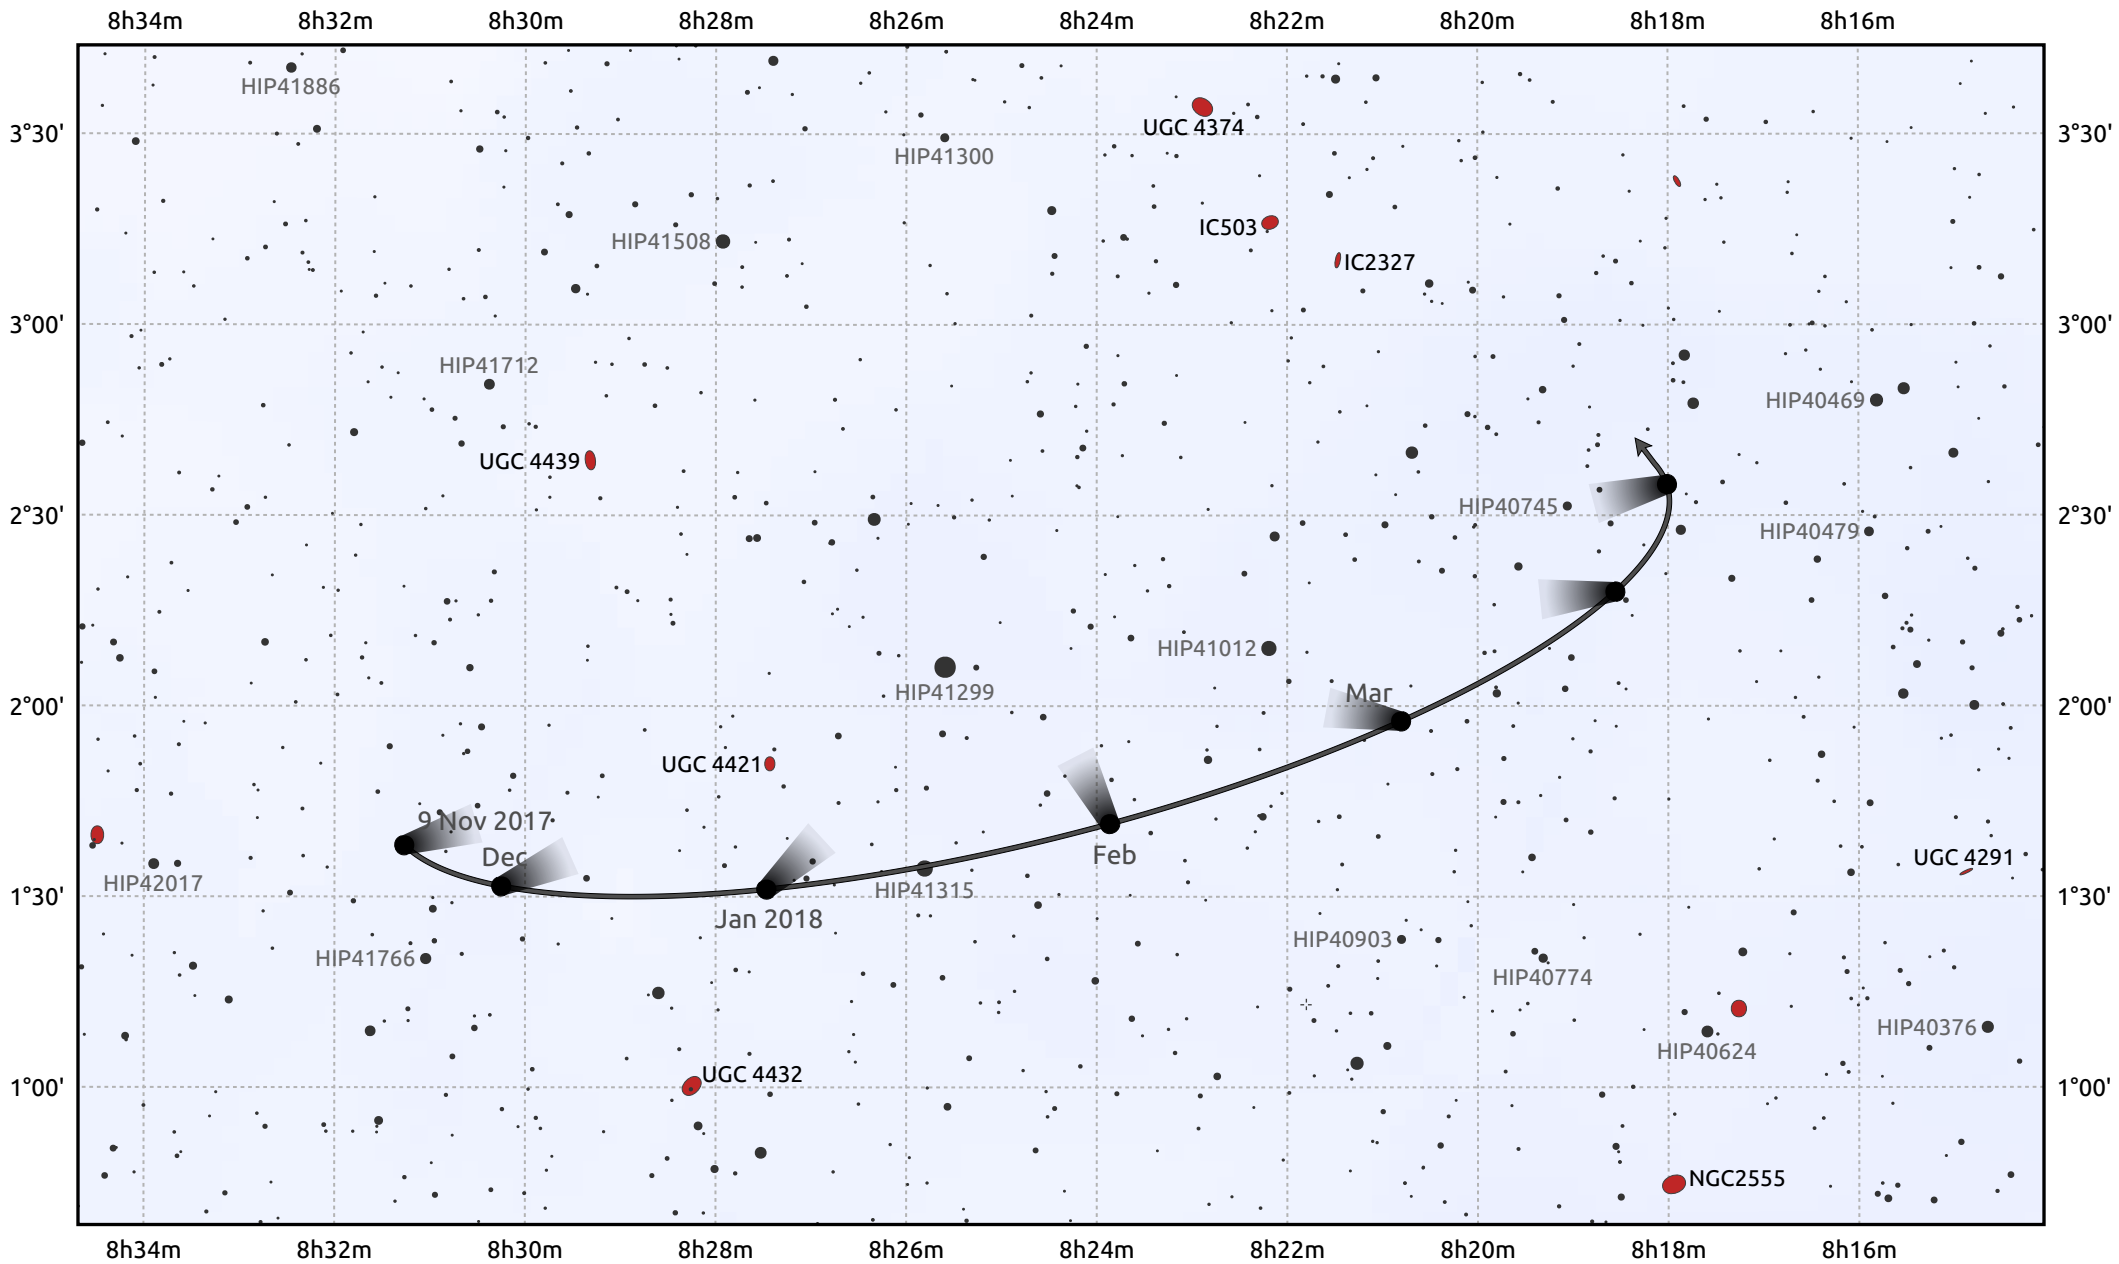 8h34m 8h32m 8h30m 8h28m 8h26m 8h24m 8h22m 8h20m 8h18m 8h16m
HIP41886
UGC 4374
3°30' 3°30'
HIP41300
IC503
HIP41508
IC2327
3°00' 3°00'
HIP41712
HIP40469
UGC 4439
HIP40745
2°30' 2°30'
HIP40479
HIP41012
HIP41299
Mar
2°00' 2°00'
UGC 4421
9 Nov 2017
Dec
Feb
UGC 4291
HIP42017
HIP41315
1°30' 1°30'
Jan 2018
HIP40903
HIP41766
HIP40774
HIP40376
HIP40624
UGC 4432
1°00' 1°00'
NGC2555
8h34m 8h32m 8h30m 8h28m 8h26m 8h24m 8h22m 8h20m 8h18m 8h16m